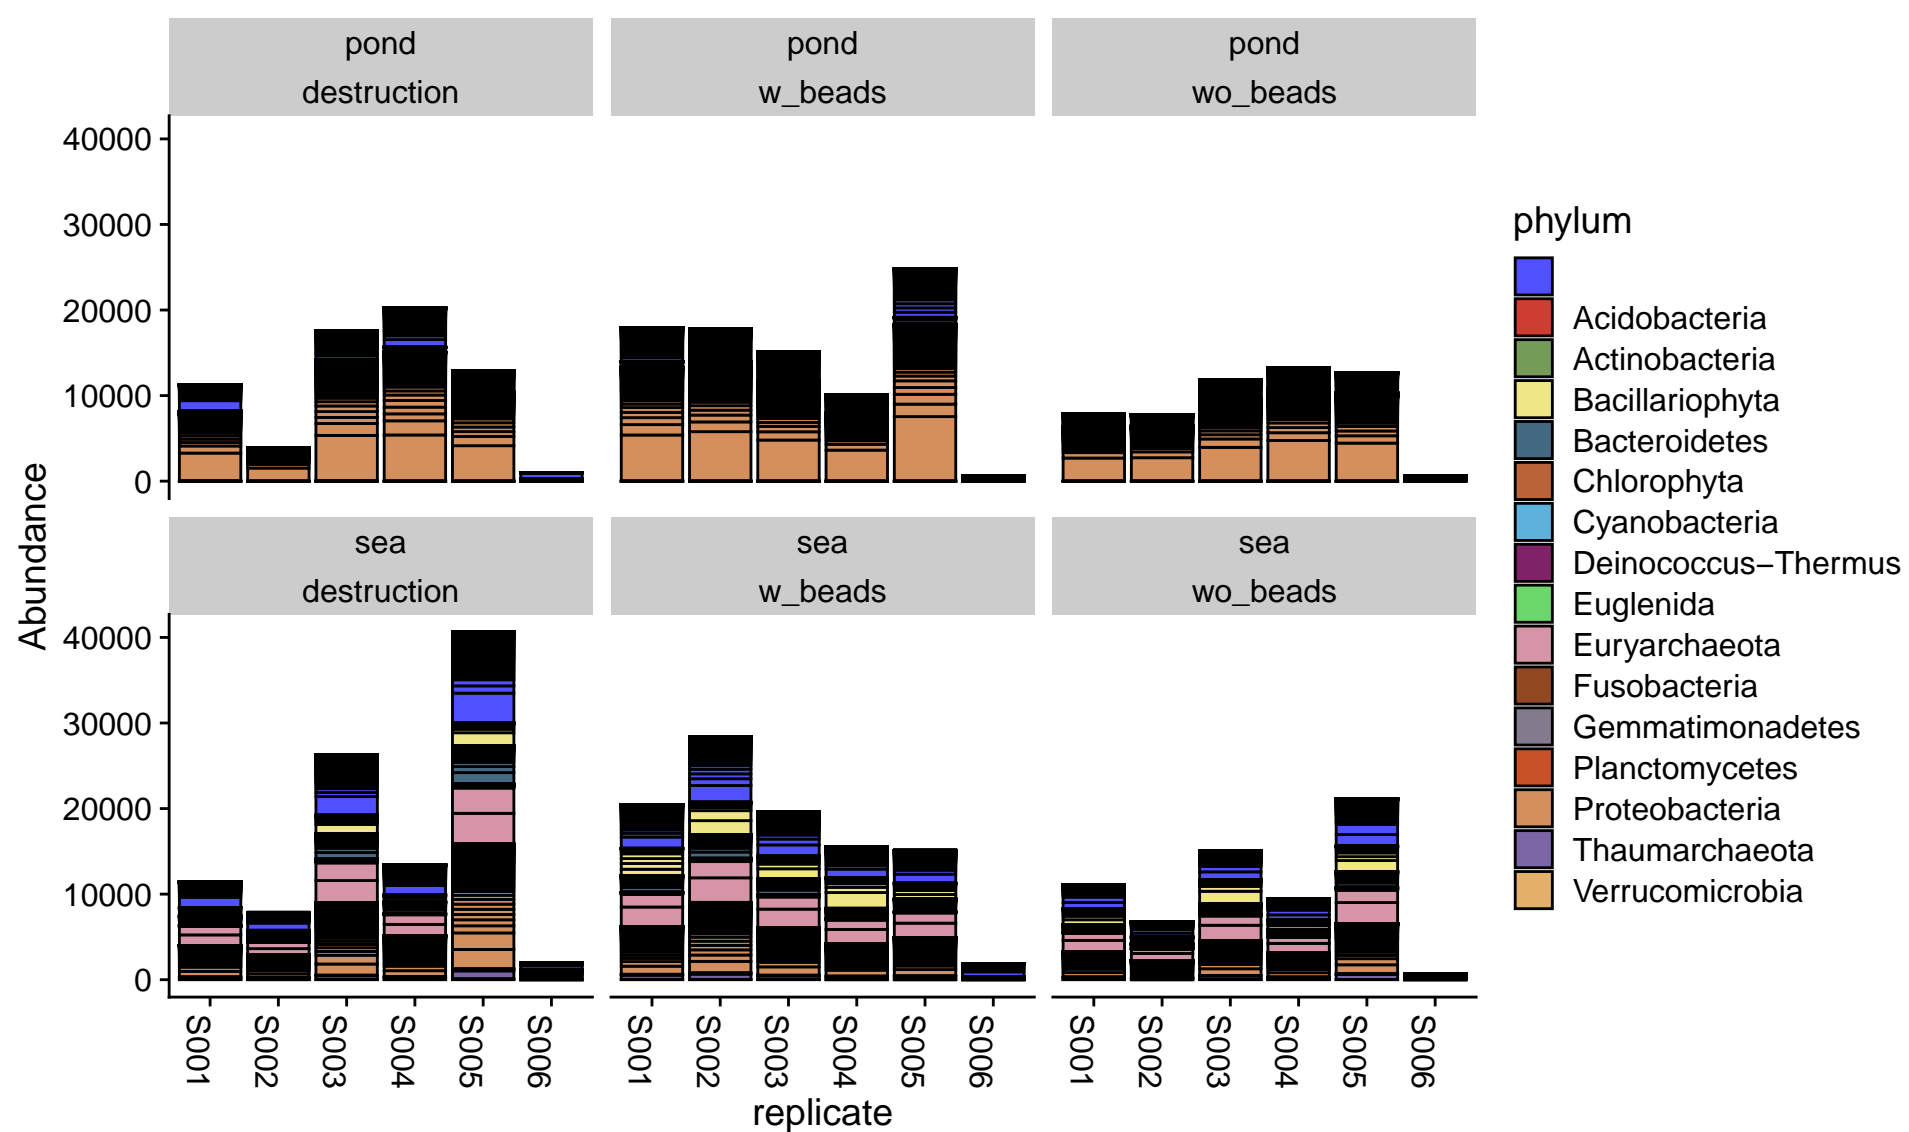 pond
destruction
pond
w_beads
pond
wo_beads
40000
30000
20000
10000
0
Abundance
sea
destruction
sea
w_beads
sea
wo_beads
40000
30000
20000
10000
0
S001
S002
S003
S004
S005
S006
S001
S002
S003
S004
S005
S006
S001
S002
S003
S004
S005
S006
replicate
phylum
Acidobacteria
Actinobacteria
Bacillariophyta
Bacteroidetes
Chlorophyta
Cyanobacteria
Deinococcus−Thermus
Euglenida
Euryarchaeota
Fusobacteria
Gemmatimonadetes
Planctomycetes
Proteobacteria
Thaumarchaeota
Verrucomicrobia